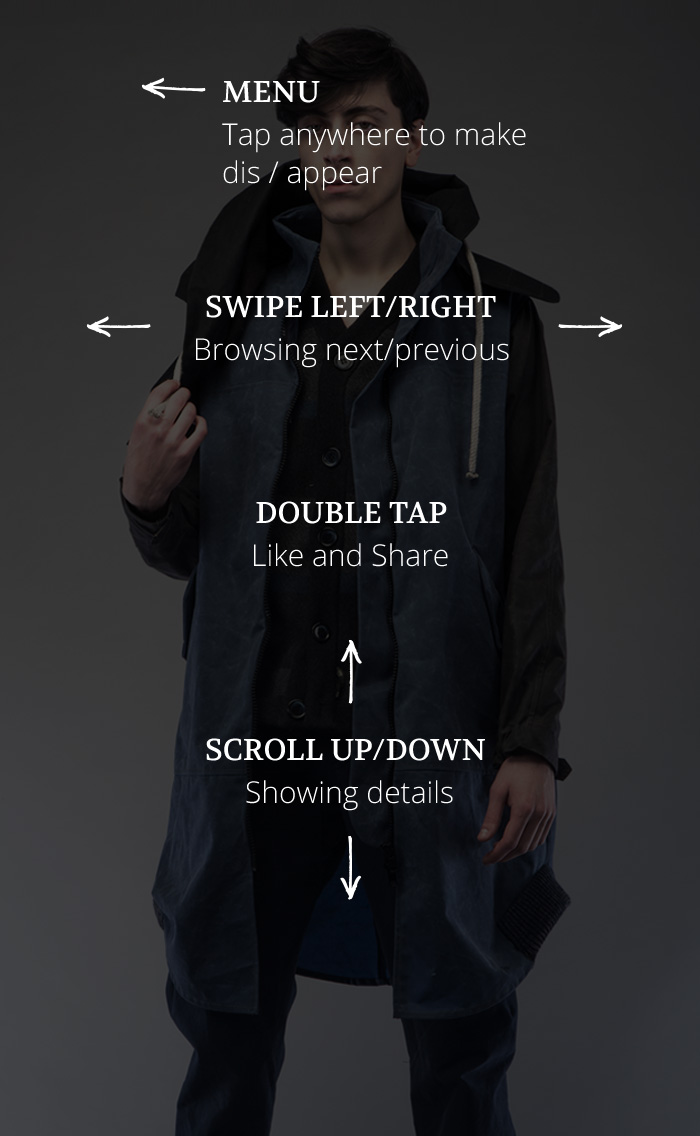 MENU
Tap anywhere to make
dis / appear
SWIPE LEFT/RIGHT
Browsing next/previous
DOUBLE TAP
Like and Share
SCROLL UP/DOWN
Showing details